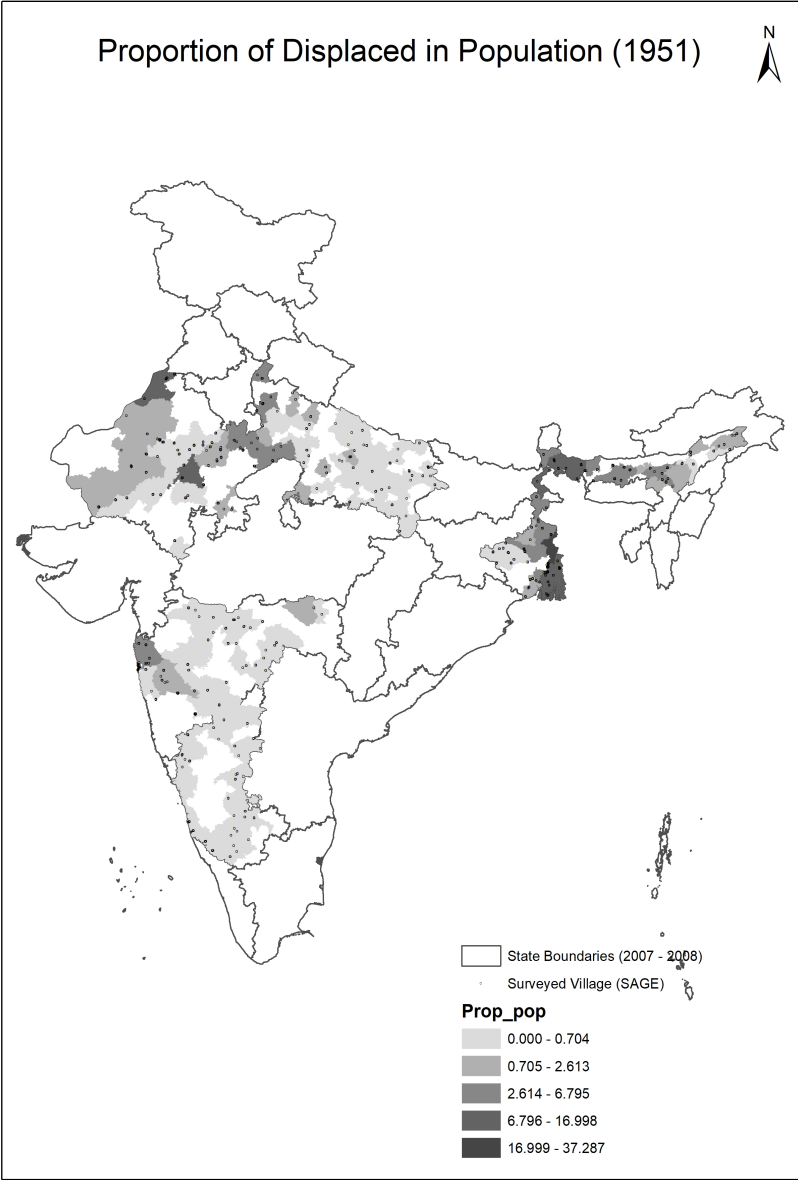 Proportion of Displaced in Population (1951)
N
State Boundaries (2007 - 2008)
Surveyed Village (SAGE)
Prop_pop
0.000 - 0.704
0.705 - 2.613
2.614 - 6.795
6.796 - 16.998
16.999 - 37.287